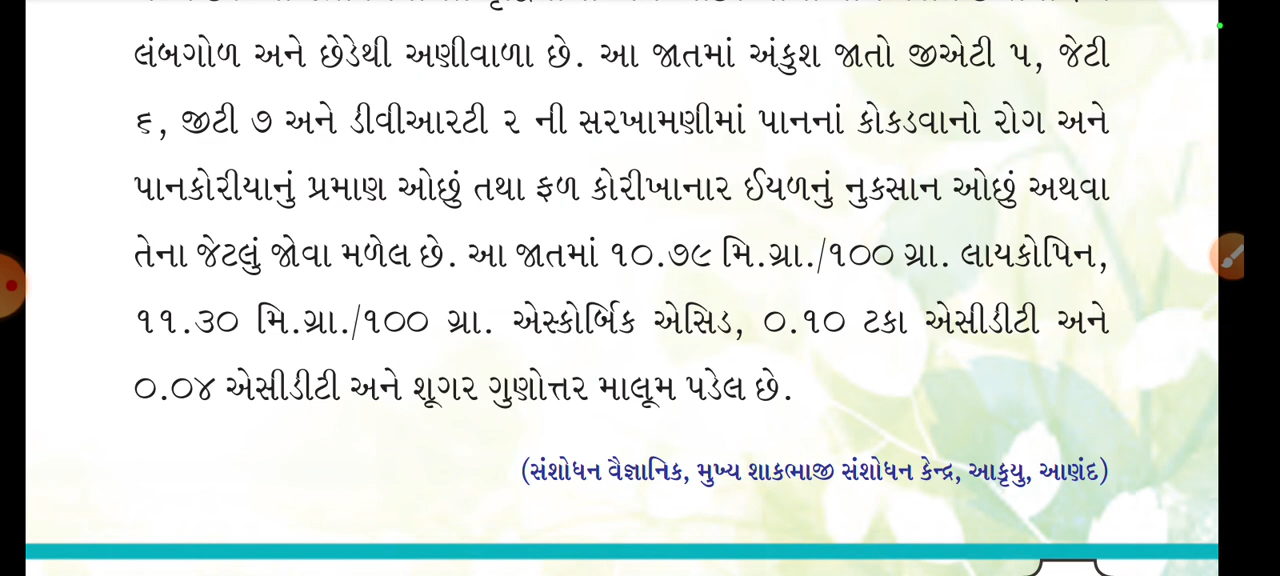 લંબગોળ અને છેડેથી અણીવાળા છે. આ જાતમાં અંકુશ જાતો જીએટી ૫, જેટી
૬, જીટી ૭ અને ડીવીઆરટી ૨ ની સરખામણીમાં પાનનાં કોકડવાનો રોગ અને
પાનકોરીયાનું પ્રમાણ ઓછું તથા ફળ કોરીખાનાર ઈયળનું નુકસાન ઓછું અથવા
તેના જેટલું જોવા મળેલ છે. આ જાતમાં ૧૦.૭૯ મિ.ગ્રા./૧૦૦ ગ્રા. લાયકોપિન,
૧૧.૩૦ મિ.ગ્રા./૧૦૦ ગ્રા. એસ્કોર્બિક એસિડ, ૦.૧૦ ટકા એસીડીટી અને
૦.૦૪ એસીડીટી અને શૂગર ગુણોત્તર માલૂમ પડેલ છે.
(સંશોધન વૈજ્ઞાનિક, મુખ્ય શાકભાજી સંશોધન કેન્દ્ર, આકૃયુ, આણંદ)